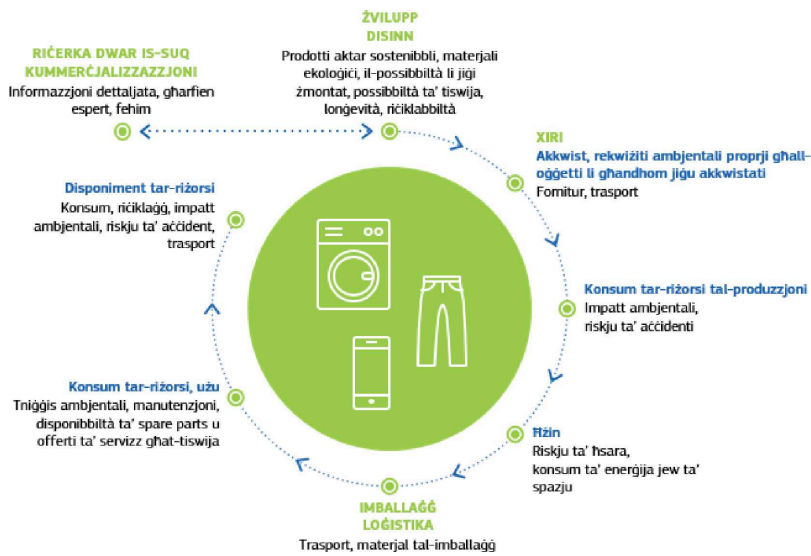 RIĊERKA DWAR IS-SUQ
KUMMERĊJALIZZAZZJONI
Informazzjoni dettaljata, għarfien
espert, fehim
ŻVILUPP
DISINN
Prodotti aktar sostenibbli, materjali
ekoloġiċi, il-possibbiltà li jiġi
żmontat, possibbiltà ta’ tiswija,
lonġevità, riċiklabbiltà
XIRI
Akkwist, rekwiżiti ambjentali proprji għall-
oġġetti li għandhom jiġu akkwistati
Fornitur, trasport
Konsum tar-riżorsi tal-produzzjoni
Impatt ambjentali,
riskju ta’ aċċidenti
Ħżin
Riskju ta’ ħsara,
konsum ta’ enerġija jew ta’
spazju
IMBALLAĠĠ
LOĠISTIKA
Trasport, materjal tal-imballaġġ
Konsum tar-riżorsi, użu
Tniġġis ambjentali, manutenzjoni,
disponibbiltà ta’ spare parts u
offerti ta’ servizz għat-tiswija
Disponiment tar-riżorsi
Konsum, riċiklaġġ, impatt
ambjentali, riskju ta’ aċċident,
trasport